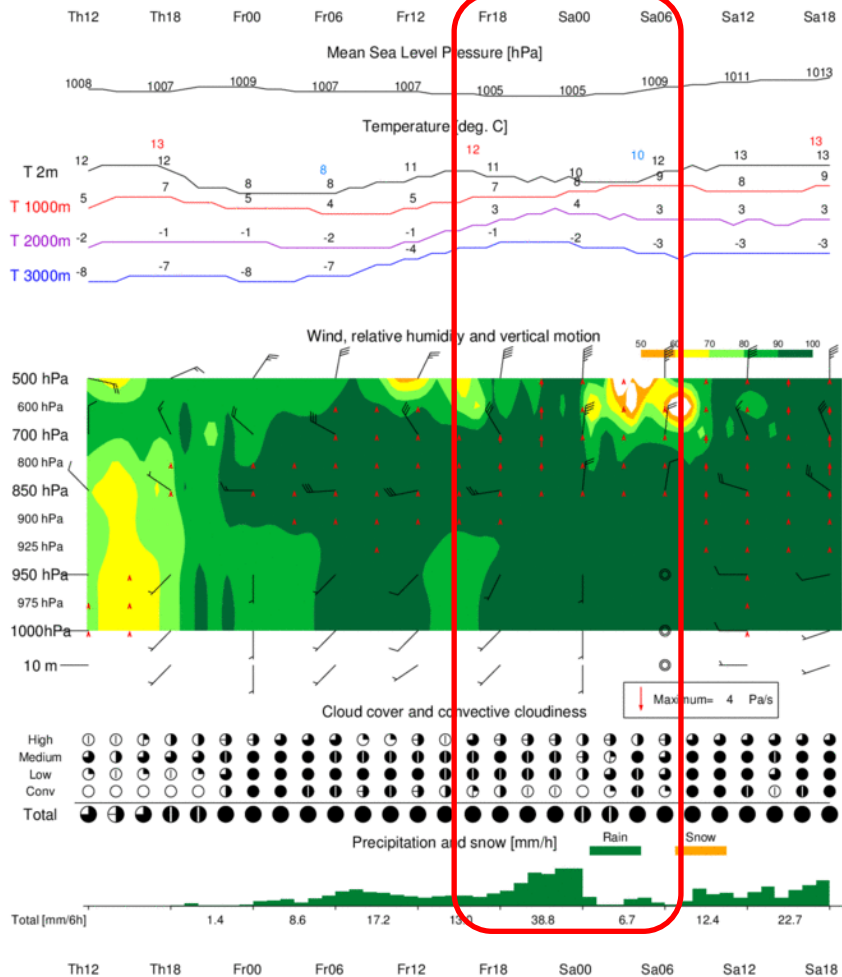 Th12 Th18 Fr00 Fr06 Fr12 Fr18 Sa00 Sa06 Sa12 Sa18
Mean Sea Level Pressure [hPa]
1008 1007 1009 1007 1007 1005 1005 1009 1011 1013
Temperature [deg. C]
13 8 12 10 13
T 2m 12 12 8 8 11 11 10 12 13 13
T 1000m 5 7 5 4 5 7 8 9 8 9
T 2000m -2 -1 -1 -2 -1 3 4 3 3 3
T 3000m -8 -7 -8 -7 -4 -1 -2 -3 -3 -3
Wind, relative humidity and vertical motion
50 60 70 80 90 100
500 hPa
600 hPa
700 hPa
800 hPa
850 hPa
900 hPa
925 hPa
950 hPa
975 hPa
1000hPa
10 m
Maximum= 4 Pa/s
Cloud cover and convective cloudiness
High
Medium
Low
Conv
Total
Precipitation and snow [mm/h] Rain Snow
Total [mm/6h] 1.4 8.6 17.2 38.8 6.7 12.4 22.7
Th12 Th18 Fr00 Fr06 Fr12 Fr18 Sa00 Sa06 Sa12 Sa18